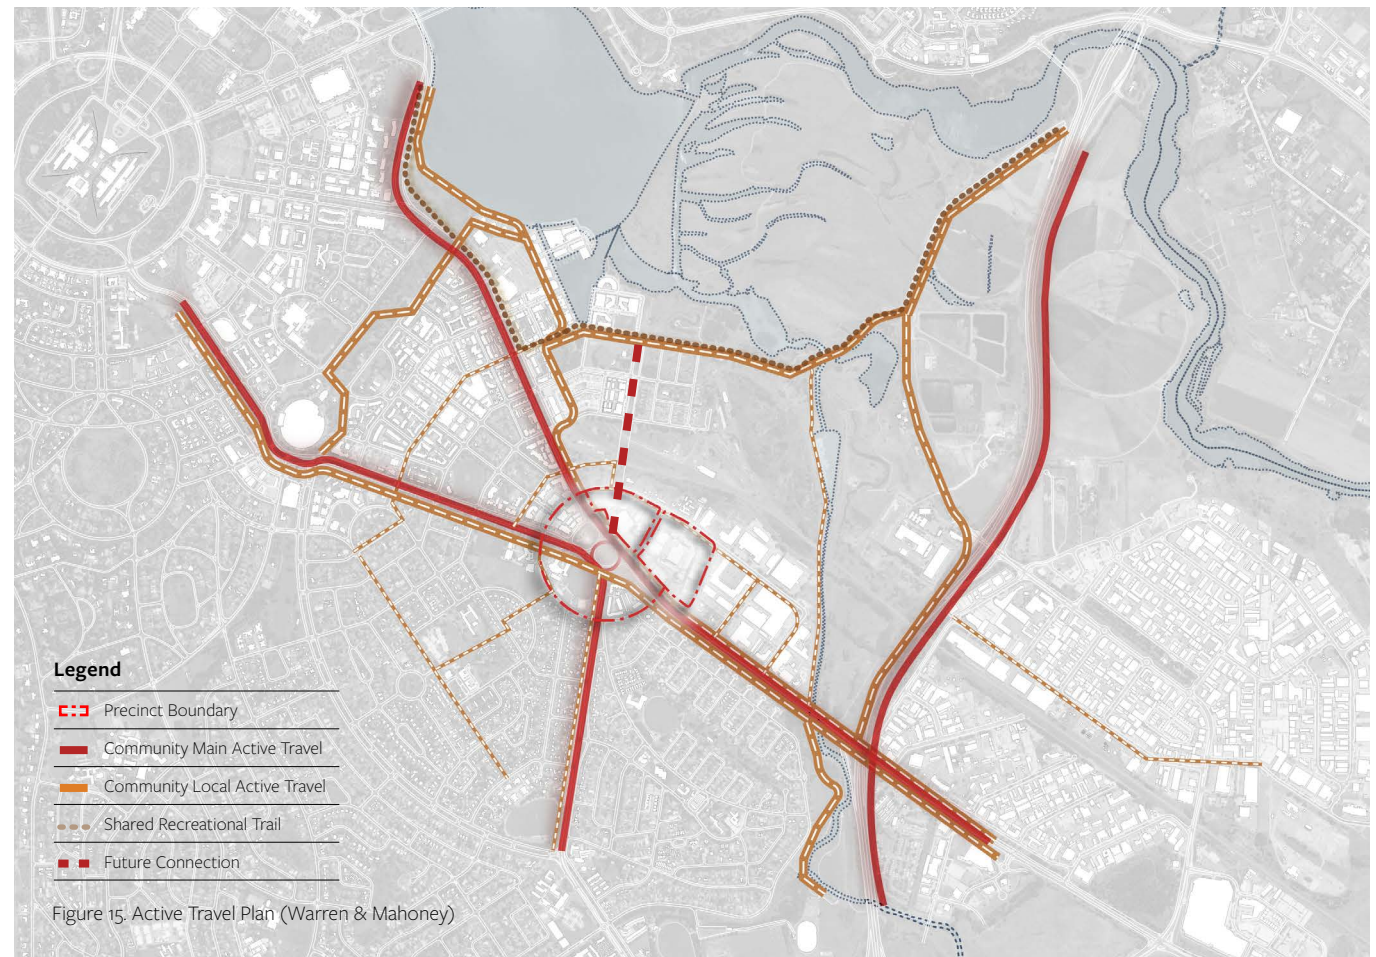 Legend
Precinct Boundary
Community Main Active Travel
Community Local Active Travel
Shared Recreational Trail
Future Connection
Figure 15. Active Travel Plan (Warren & Mahoney)